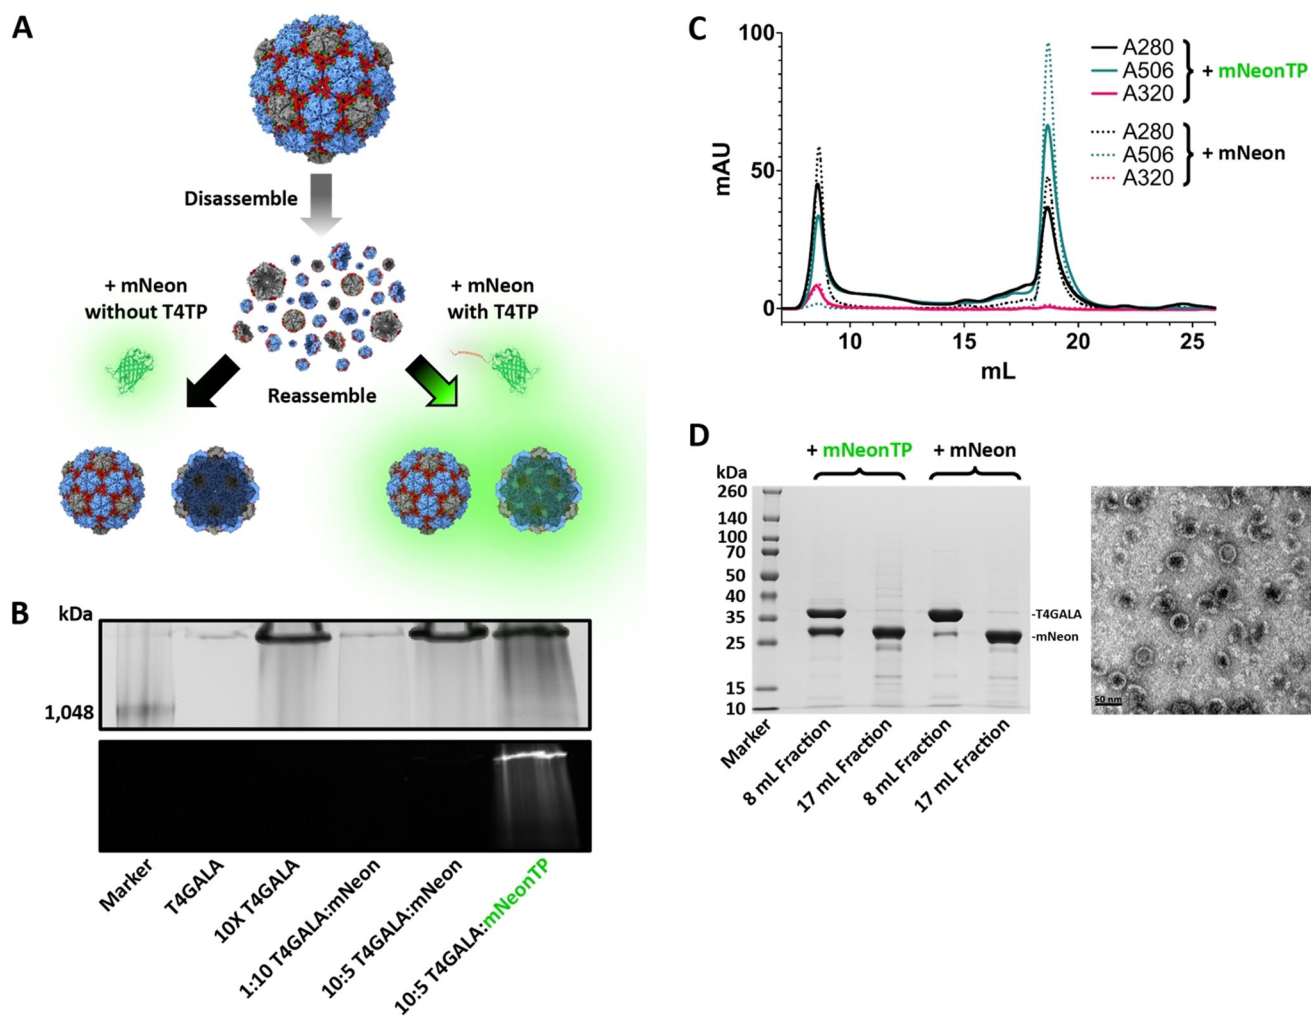 A
Disassemble
+ mNeon
without T4TP
+ mNeon
with T4TP
Reassemble
B
kDa
1,048
Marker
T4GALA
10X T4GALA
1:10 T4GALA:mNeon
10:5 T4GALA:mNeon
10:5 T4GALA:mNeonTP
C
100
50
0
mAU
10
15
20
25
mL
A280
A506
A320
+ mNeonTP
A280
A506
A320
+ mNeon
D
+ mNeonTP
+ mNeon
kDa
260
140
100
70
50
40
35
25
15
10
-T4GALA
-mNeon
Marker
8 mL Fraction
17 mL Fraction
8 mL Fraction
17 mL Fraction
50 nm